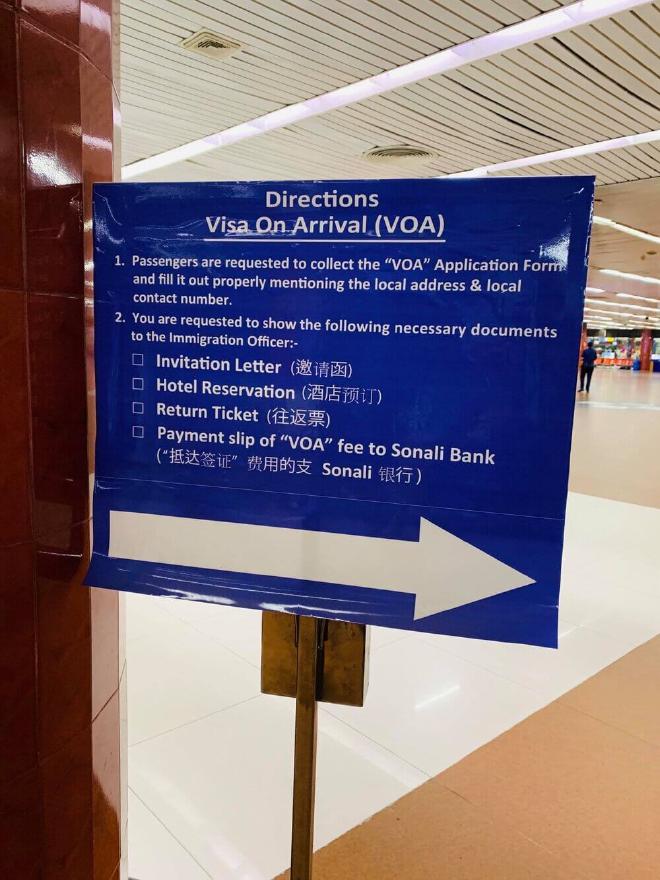 Directions
Visa On Arrival (VOA)
1. Passengers are requested to collect the “VOA” Application Form
and fill it out properly mentioning the local address & local
contact number.
2. You are requested to show the following necessary documents
to the Immigration Officer:-
☐ Invitation Letter (邀请函)
☐ Hotel Reservation (酒店预订)
☐ Return Ticket (往返票)
☐ Payment slip of “VOA” fee to Sonali Bank
(“抵达签证” 费用的支 Sonali 银行)